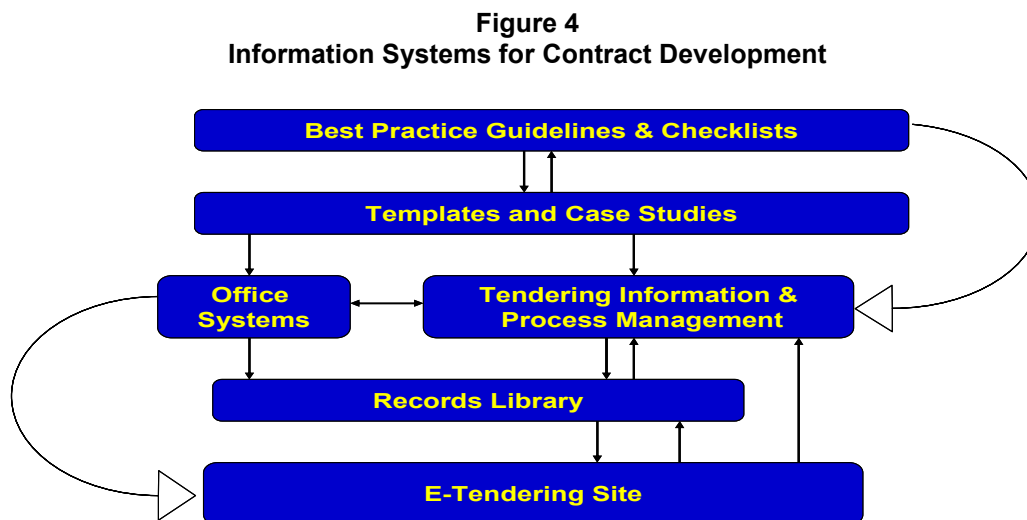 Figure 4
Information Systems for Contract Development
Best Practice Guidelines & Checklists
Templates and Case Studies
Office
Systems
Tendering Information &
Process Management
Records Library
E-Tendering Site